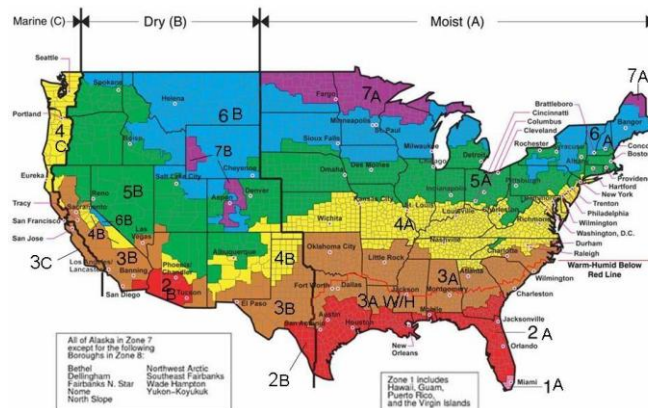 Marine (C)
Dry (B)
Moist (A)
Seattle
Spokane
Portland
4
C
Helena
6 B
Fargo
7A
7A
Brattleboro
Cincinnatti
Columbus
Cleveland
Rochester
Bangor
6
A
Minneapolis
St. Paul
Sioux Falls
Milwaukee
Detroit
Chicago
Syracuse
Albany
Concord
Boston
Boise
7B
Eureka
Salt Lake City
Cheyenne
Omaha
Des Moines
5A
Indianapolis
Pittsburgh
Providence
Hartford
New York
Trenton
Philadelphia
Wilmington
Washington, D.C.
Reno
5B
Aspen
Denver
Tracy
Sacramento
San Francisco
San Jose
6B
4B
Las
Vegas
Kansas City
St. Louis
Louisville
Charleston
Richmond
Wichita
4A
Nashville
Durham
Raleigh
Warm-Humid Below
Red Line
3C
Los Angeles/
Lancaster
3B
Banning
San Diego
Phoenix/
Chandler
2
B
Tucson
Albuquerque
4B
Oklahoma
City
Little Rock
3A
Atlanta
Charlotte
Wilmington
Charleston
El Paso
3B
Fort Worth
Dallas
3A W/H
Jackson
Montgomery
Mobile
Austin
San Antonio
Houston
New
Orleans
Jacksonville
2 A
Orlando
2B
Miami
1A
All of Alaska in Zone 7
except for the following
Boroughs in Zone 8:
Bethel
Northwest Arctic
Dellingham
Southeast Fairbanks
Fairbanks N. Star
Wade Hampton
Nome
Yukon-Koyukuk
North Slope
Zone 1 includes
Hawaii, Guam,
Puerto Rico,
and the Virgin Islands